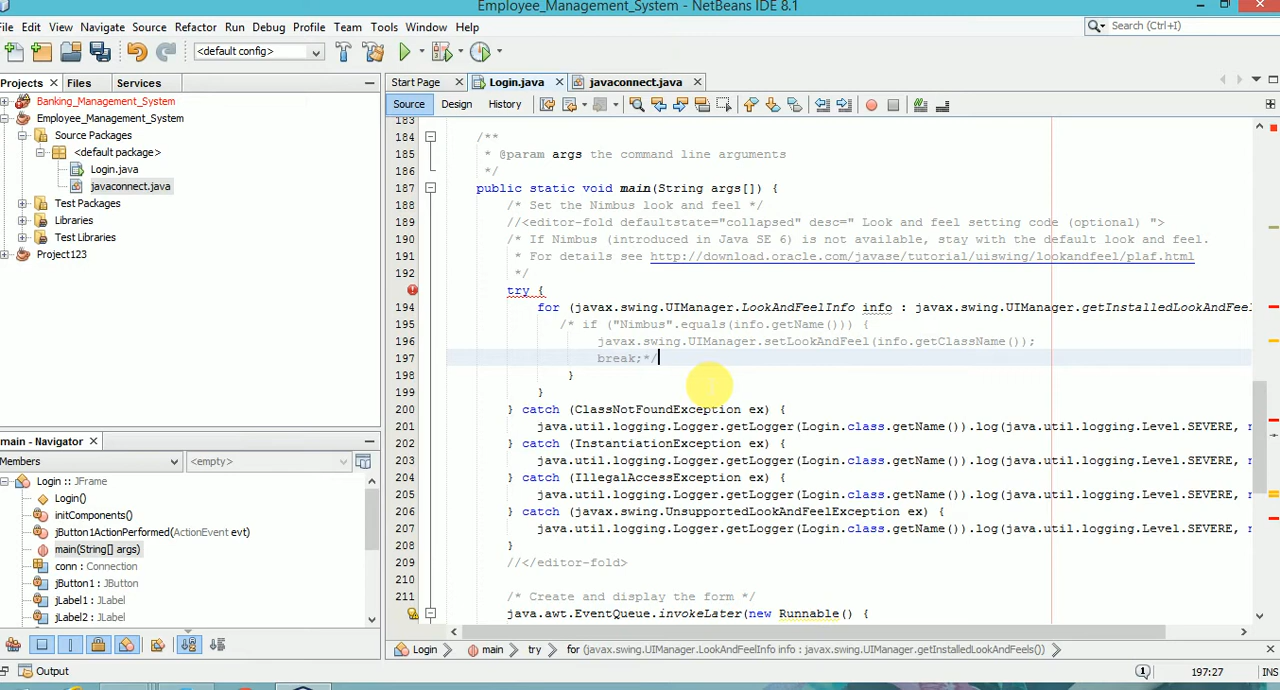 Employee_Management_System - NetBeans IDE 8.1
File Edit View Navigate Source Refactor Run Debug Profile Team Tools Window Help
Search (Ctrl+I)
<default config>
Projects Files Services
Start Page Login.java javaconnect.java
Source Design History
Banking_Management_System
Employee_Management_System
Source Packages
<default package>
Login.java
javaconnect.java
Test Packages
Libraries
Test Libraries
Project123
183
184 /**
185 * @param args the command line arguments
186 */
187 public static void main(String args[]) {
188 /* Set the Nimbus look and feel */
189 //<editor-fold defaultstate="collapsed" desc=" Look and feel setting code (optional) ">
190 /* If Nimbus (introduced in Java SE 6) is not available, stay with the default look and feel.
191 * For details see http://download.oracle.com/javase/tutorial/uiswing/lookandfeel/plaf.html
192 */
try {
194 for (javax.swing.UIManager.LookAndFeelInfo info : javax.swing.UIManager.getInstalledLookAndFeel
195 /* if ("Nimbus".equals(info.getName())) {
196 javax.swing.UIManager.setLookAndFeel(info.getClassName());
197 break;*/
198 }
199 }
200 } catch (ClassNotFoundException ex) {
201 java.util.logging.Logger.getLogger(Login.class.getName()).log(java.util.logging.Level.SEVERE, n
202 } catch (InstantiationException ex) {
203 java.util.logging.Logger.getLogger(Login.class.getName()).log(java.util.logging.Level.SEVERE, n
204 } catch (IllegalAccessException ex) {
205 java.util.logging.Logger.getLogger(Login.class.getName()).log(java.util.logging.Level.SEVERE, n
206 } catch (javax.swing.UnsupportedLookAndFeelException ex) {
207 java.util.logging.Logger.getLogger(Login.class.getName()).log(java.util.logging.Level.SEVERE, n
208 }
209 //</editor-fold>
210
211 /* Create and display the form */
java.awt.EventQueue.invokeLater(new Runnable() {
main - Navigator
Members <empty>
Login :: JFrame
Login()
initComponents()
jButton1ActionPerformed(ActionEvent evt)
main(String[] args)
conn : Connection
jButton1 : JButton
jLabel1 : JLabel
jLabel2 : JLabel
Login main try for (javax.swing.UIManager.LookAndFeelInfo info : javax.swing.UIManager.getInstalledLookAndFeels())
Output
1 197:27 INS